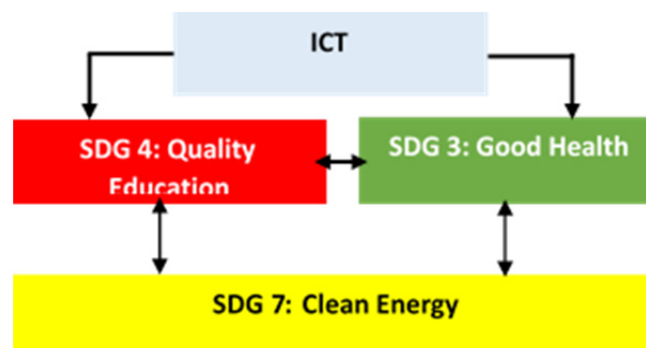 ICT
SDG 4: Quality
Education
SDG 3: Good Health
SDG 7: Clean Energy